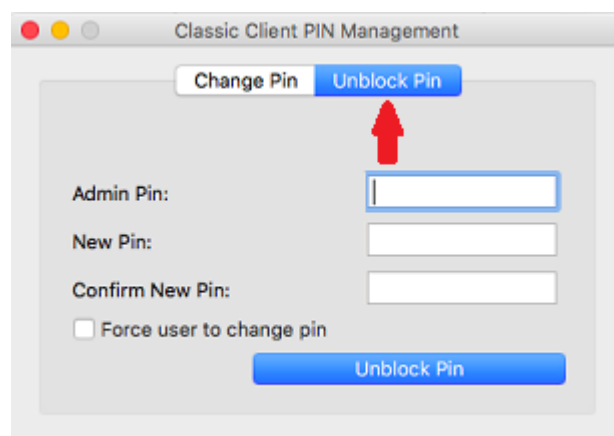 Classic Client PIN Management
Change Pin Unblock Pin
Admin Pin:
New Pin:
Confirm New Pin:
Force user to change pin
Unblock Pin